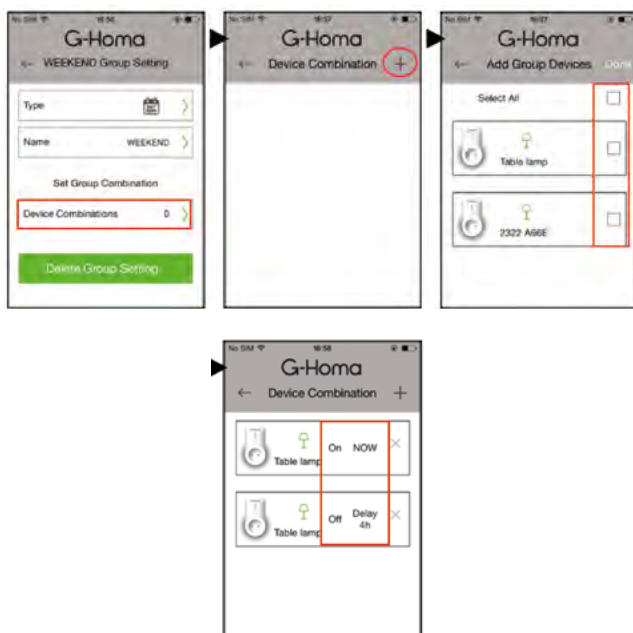 No SIM 16:56
G-Homa
← WEEKEND Group Setting
Type
Name WEEKEND
Set Group Combination
Device Combinations 0
Delete Group Setting
No SIM 16:57
G-Homa
← Device Combination +
No SIM 16:27
G-Homa
← Add Group Devices Done
Select All
Table lamp
2322 A66E
No SIM 16:58
G-Homa
← Device Combination +
On NOW ×
Table lamp
Off Delay 4h ×
Table lamp